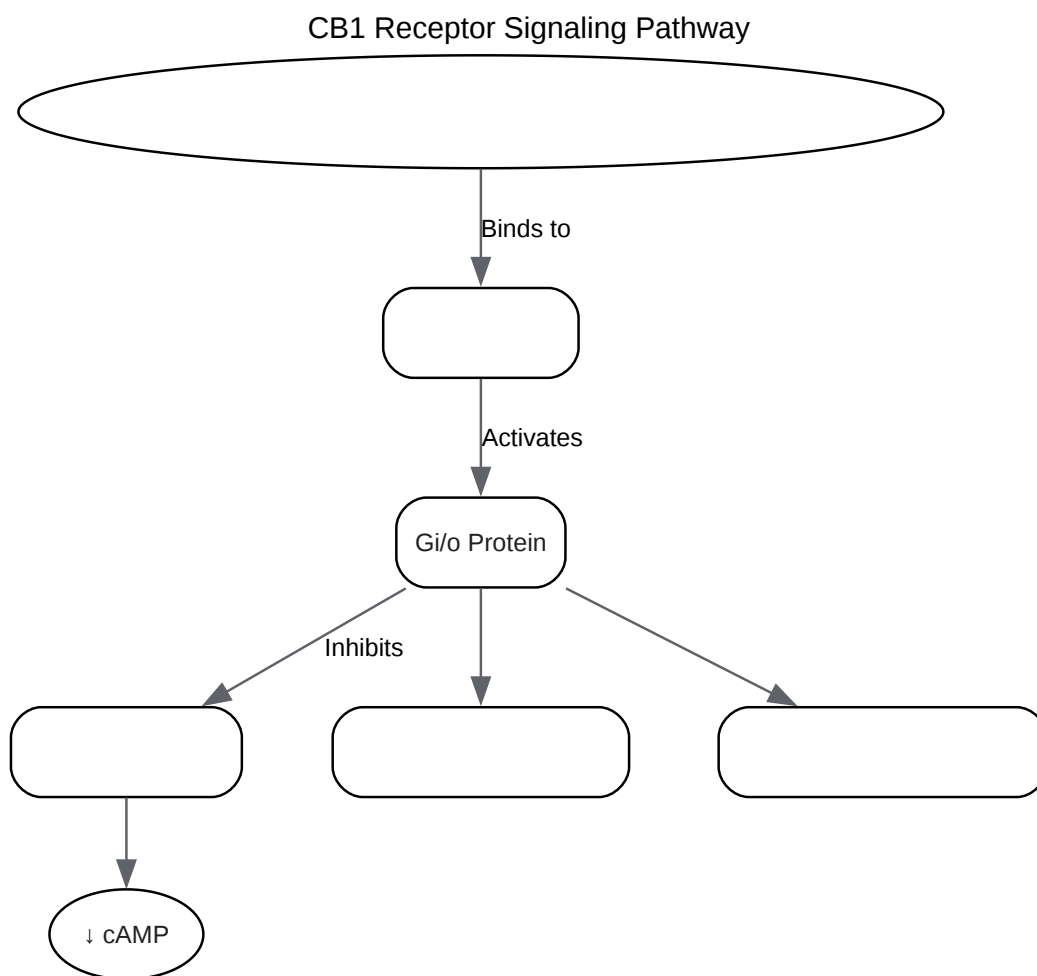 CB1 Receptor Signaling Pathway
Binds to
Activates
Gi/o Protein
Inhibits
↓ cAMP